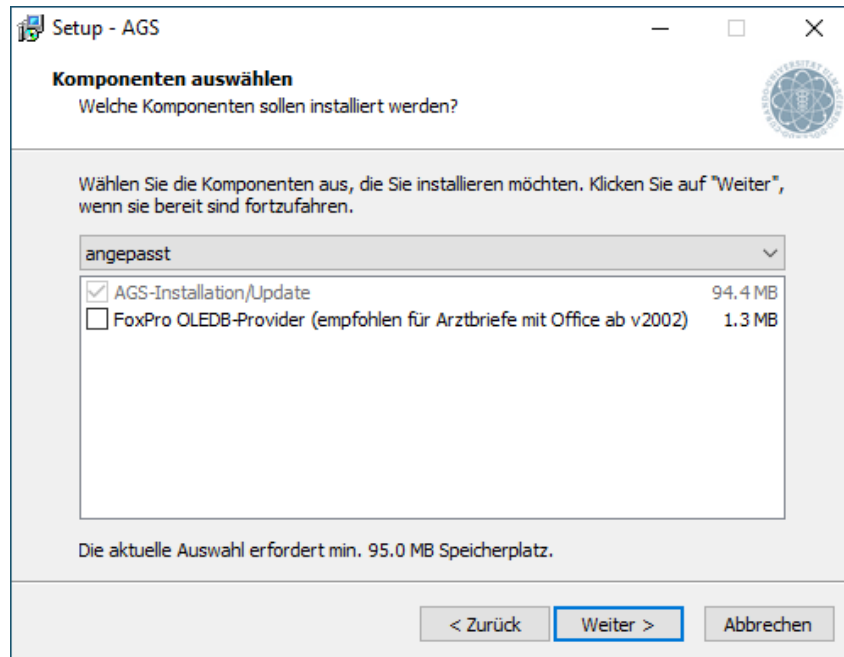 Setup - AGS
Komponenten auswählen
Welche Komponenten sollen installiert werden?
Wählen Sie die Komponenten aus, die Sie installieren möchten. Klicken Sie auf "Weiter",
wenn sie bereit sind fortzufahren.
angepasst
AGS-Installation/Update 94.4 MB
FoxPro OLEDB-Provider (empfohlen für Arztbriefe mit Office ab v2002) 1.3 MB
Die aktuelle Auswahl erfordert min. 95.0 MB Speicherplatz.
< Zurück Weiter > Abbrechen